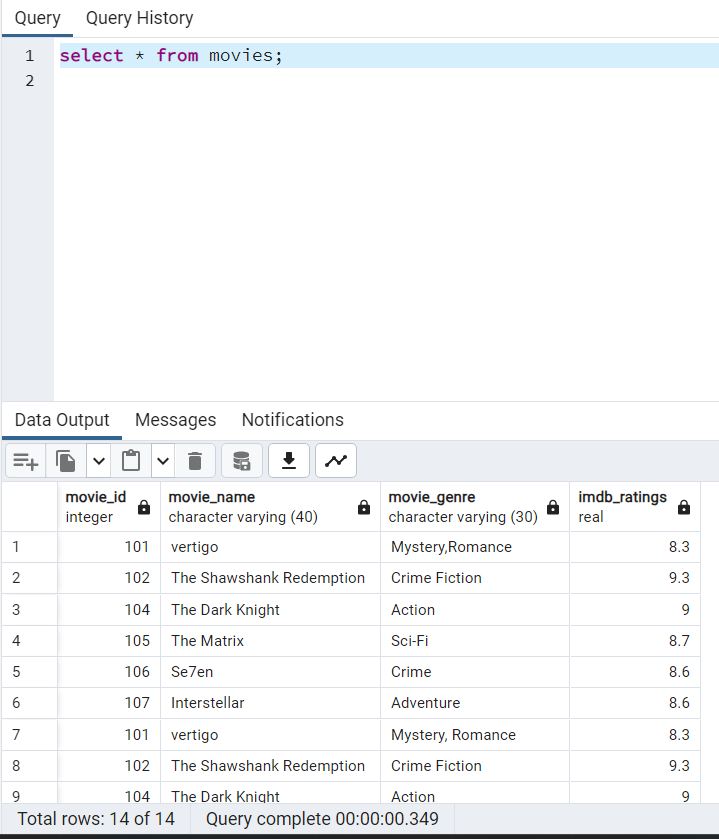 Query Query History
1 select * from movies;
2
Data Output Messages Notifications
movie_id movie_name movie_genre imdb_ratings
integer character varying (40) character varying (30) real
1 101 vertigo Mystery,Romance 8.3
2 102 The Shawshank Redemption Crime Fiction 9.3
3 104 The Dark Knight Action 9
4 105 The Matrix Sci-Fi 8.7
5 106 Se7en Crime 8.6
6 107 Interstellar Adventure 8.6
7 101 vertigo Mystery, Romance 8.3
8 102 The Shawshank Redemption Crime Fiction 9.3
9 104 The Dark Knight Action 9
Total rows: 14 of 14 Query complete 00:00:00.349